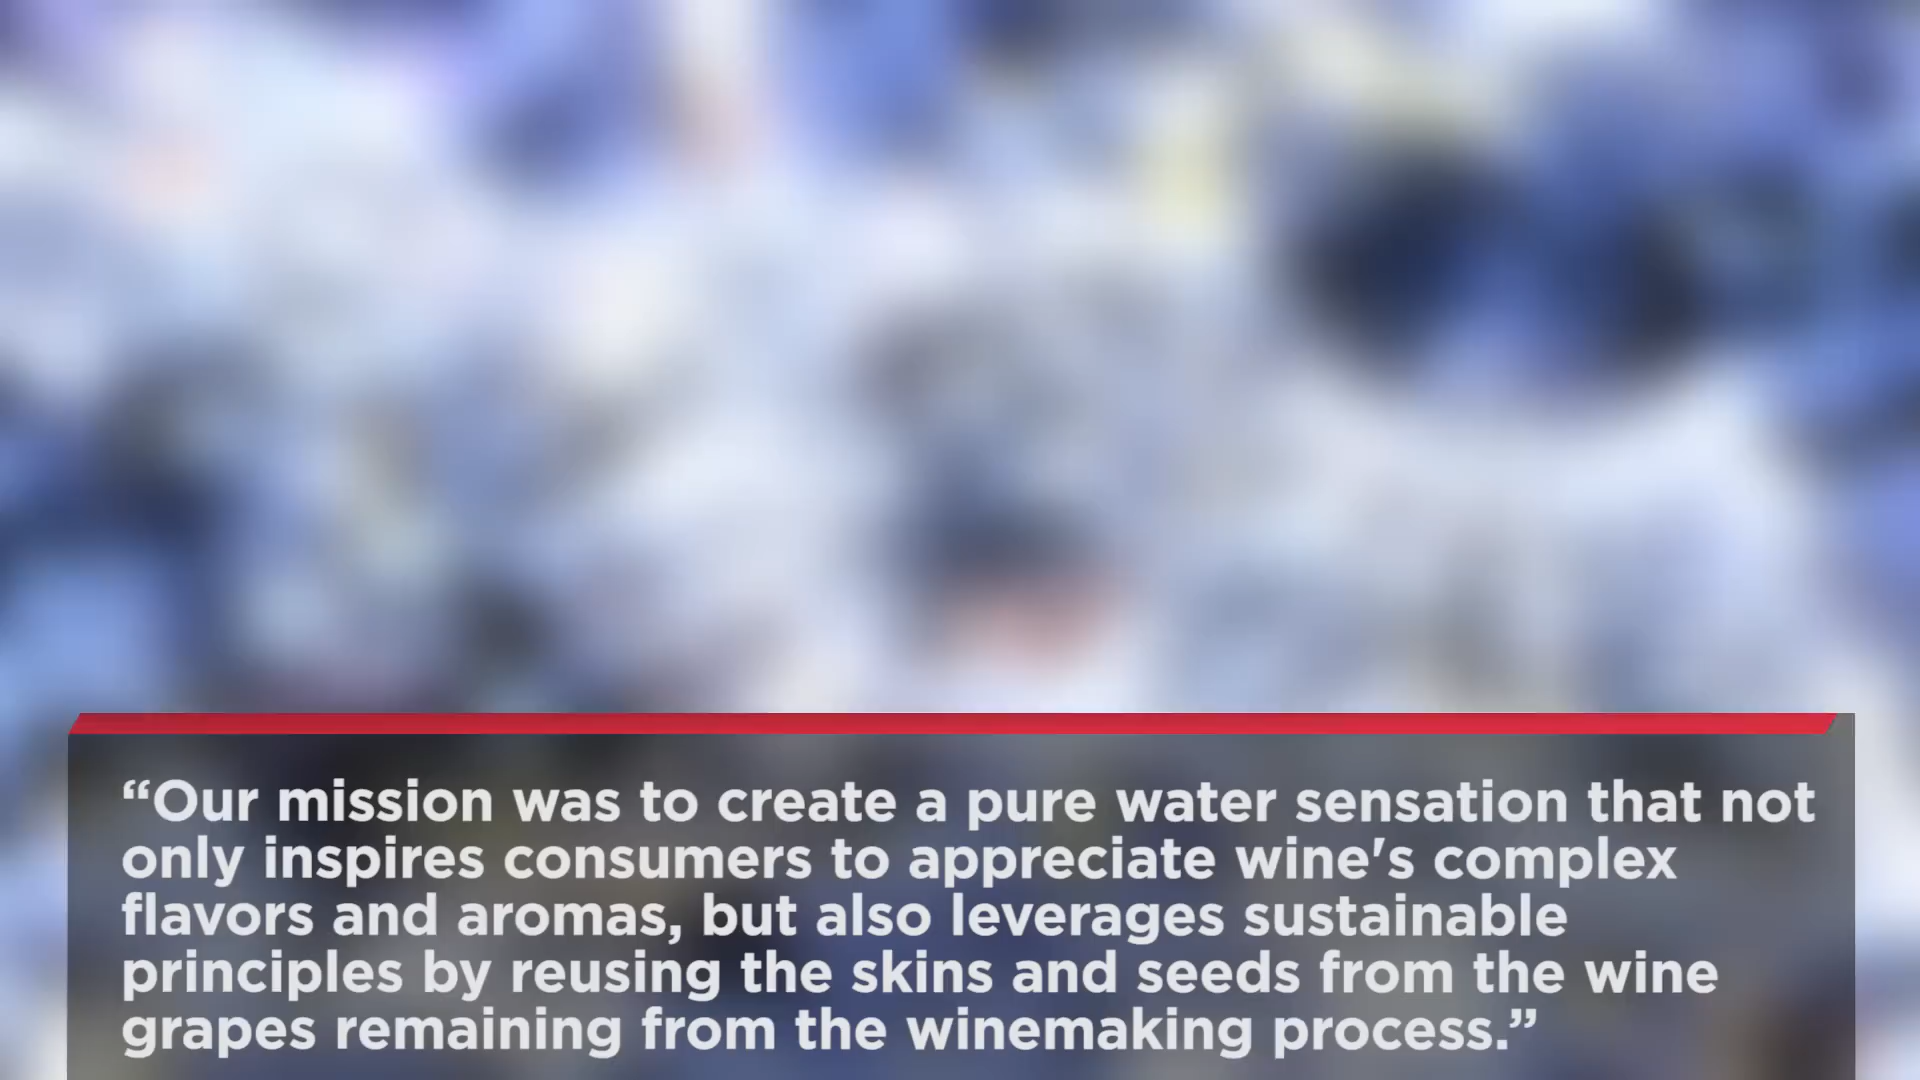 “Our mission was to create a pure water sensation that not
only inspires consumers to appreciate wine's complex
flavors and aromas, but also leverages sustainable
principles by reusing the skins and seeds from the wine
grapes remaining from the winemaking process.”